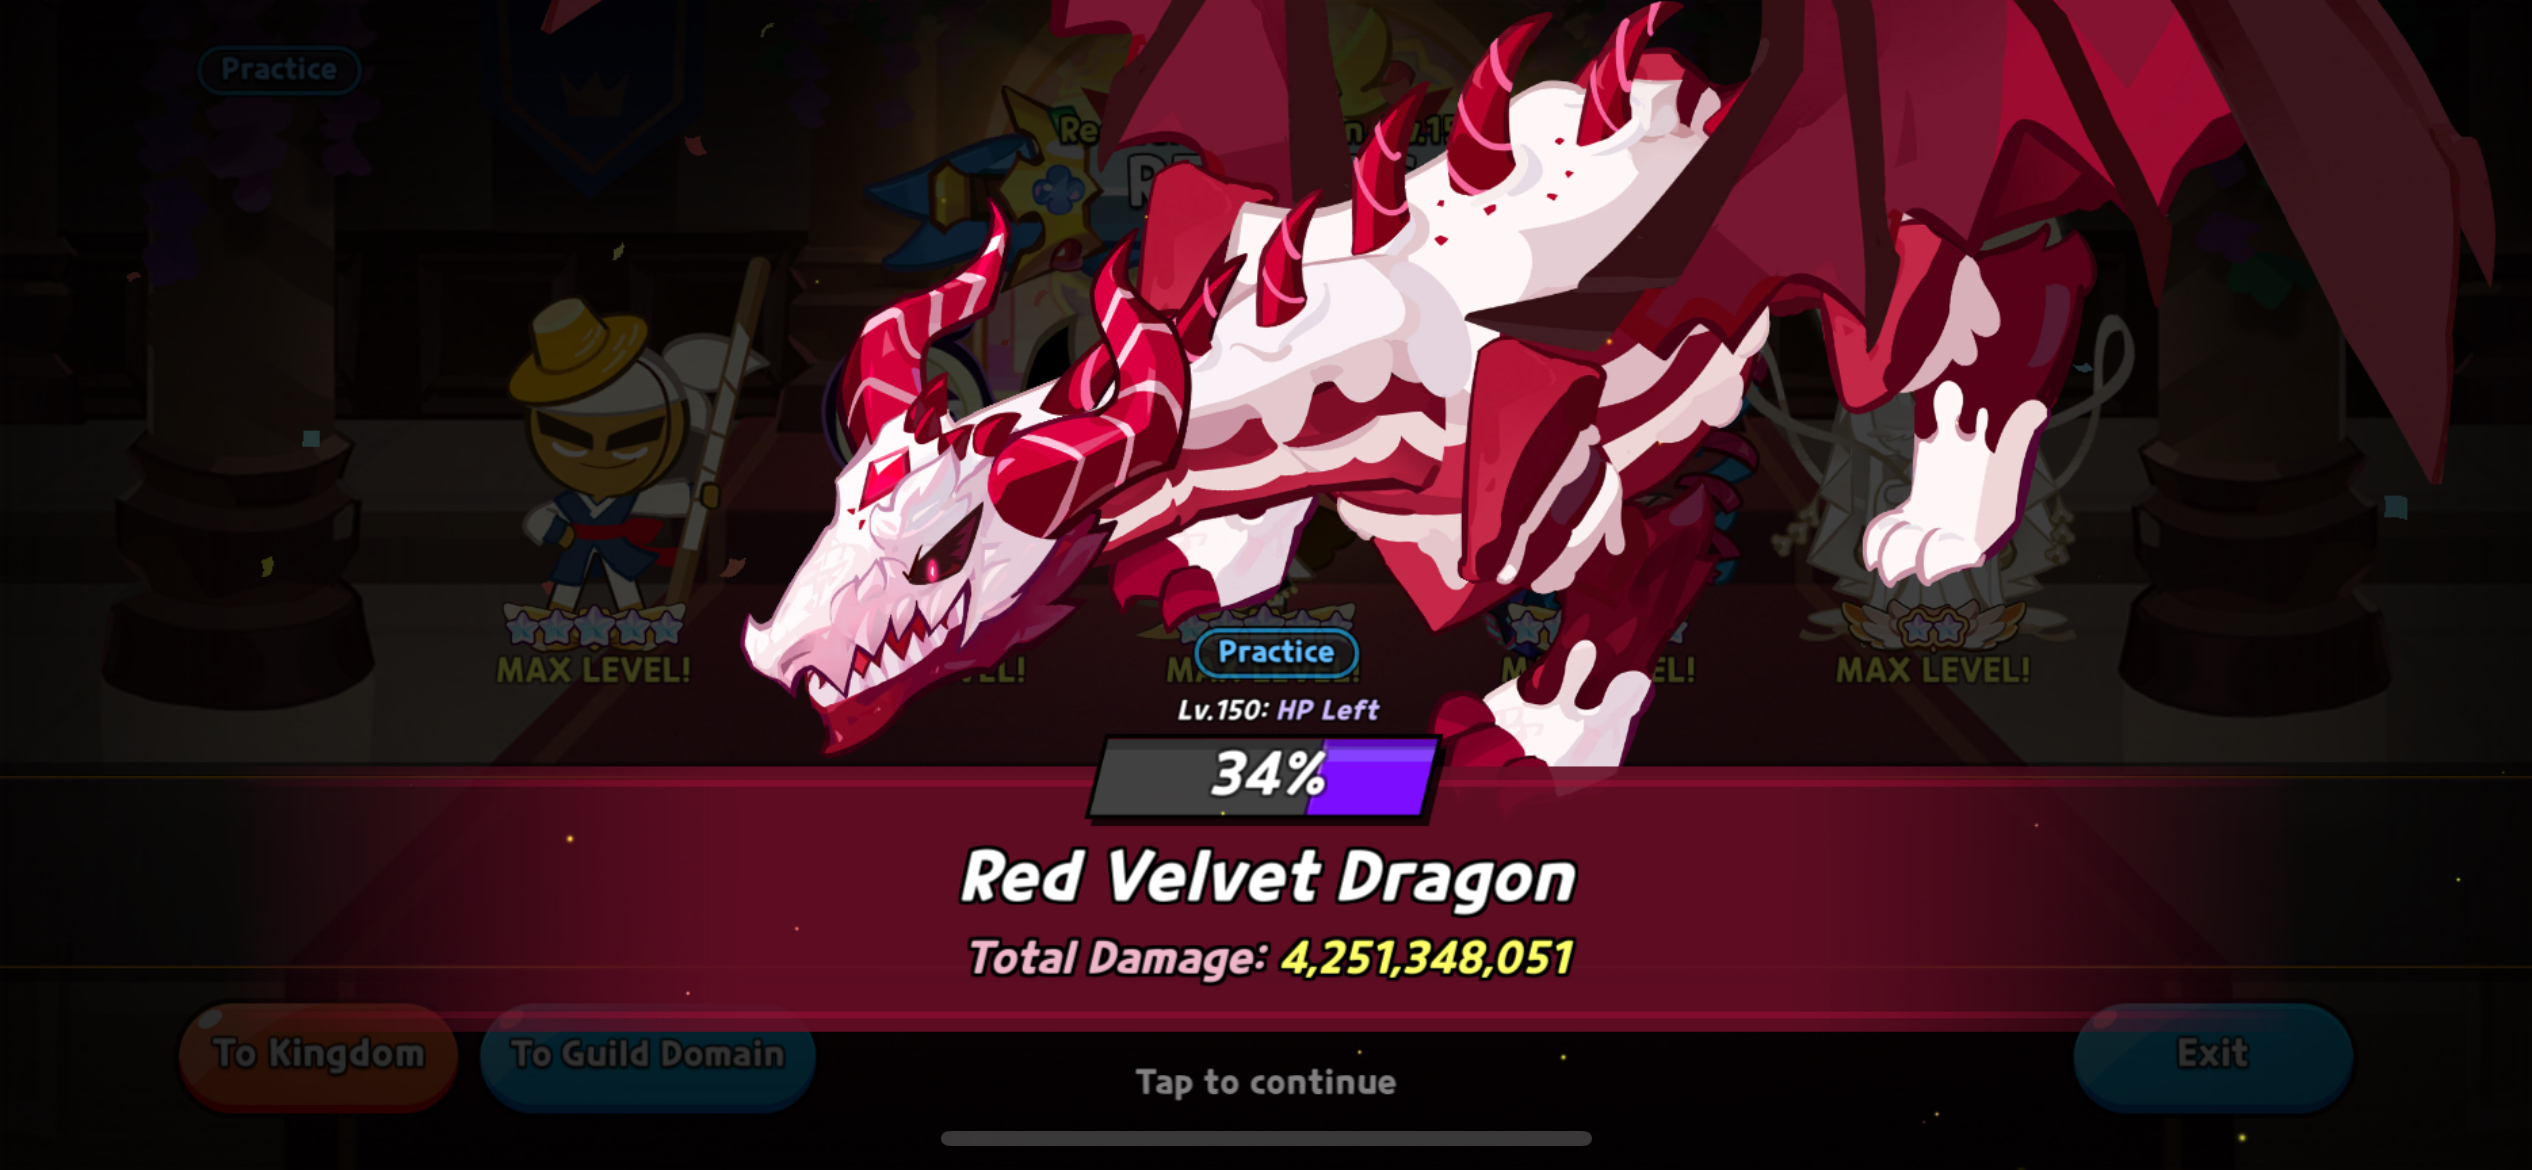 Practice
MAX LEVEL!
MAX LEVEL!
Practice
Lv.150: HP Left
34%
Red Velvet Dragon
Total Damage: 4,251,348,051
To Kingdom
To Guild Domain
Tap to continue
Exit